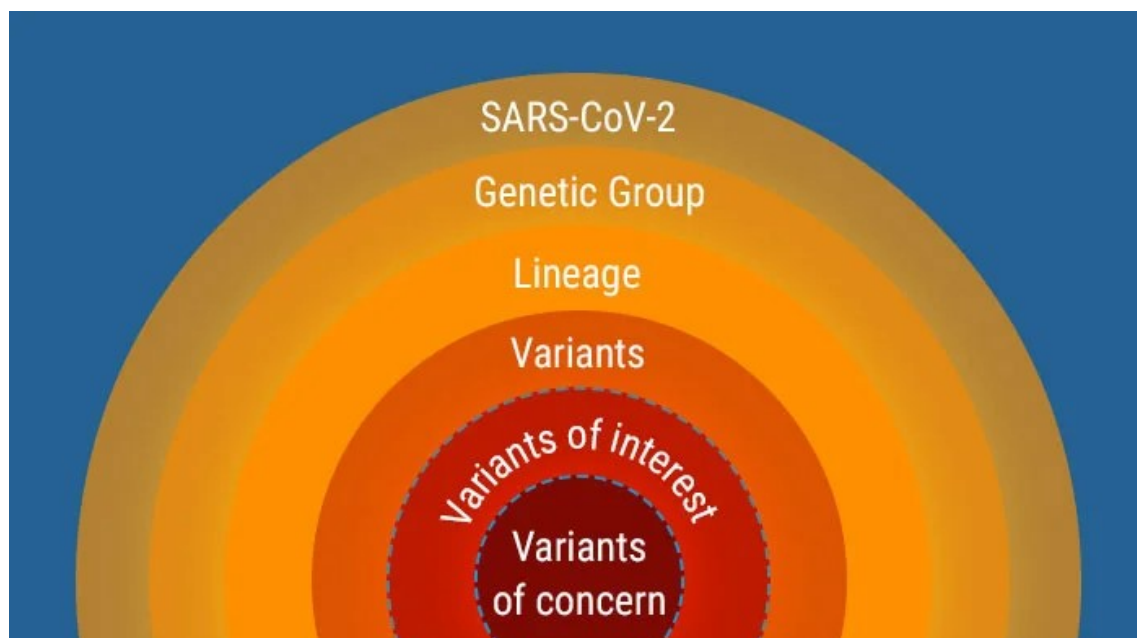 SARS-CoV-2
Genetic Group
Lineage
Variants
Variants of interest
Variants
of concern